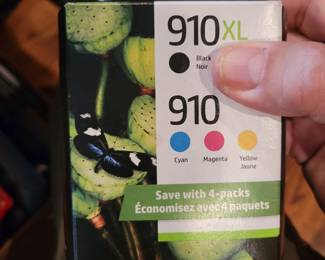 910XL
Black
Noir
910
Cyan
Magenta
Yellow
Jaune
Save with 4-packs
Économisez avec 4 paquets